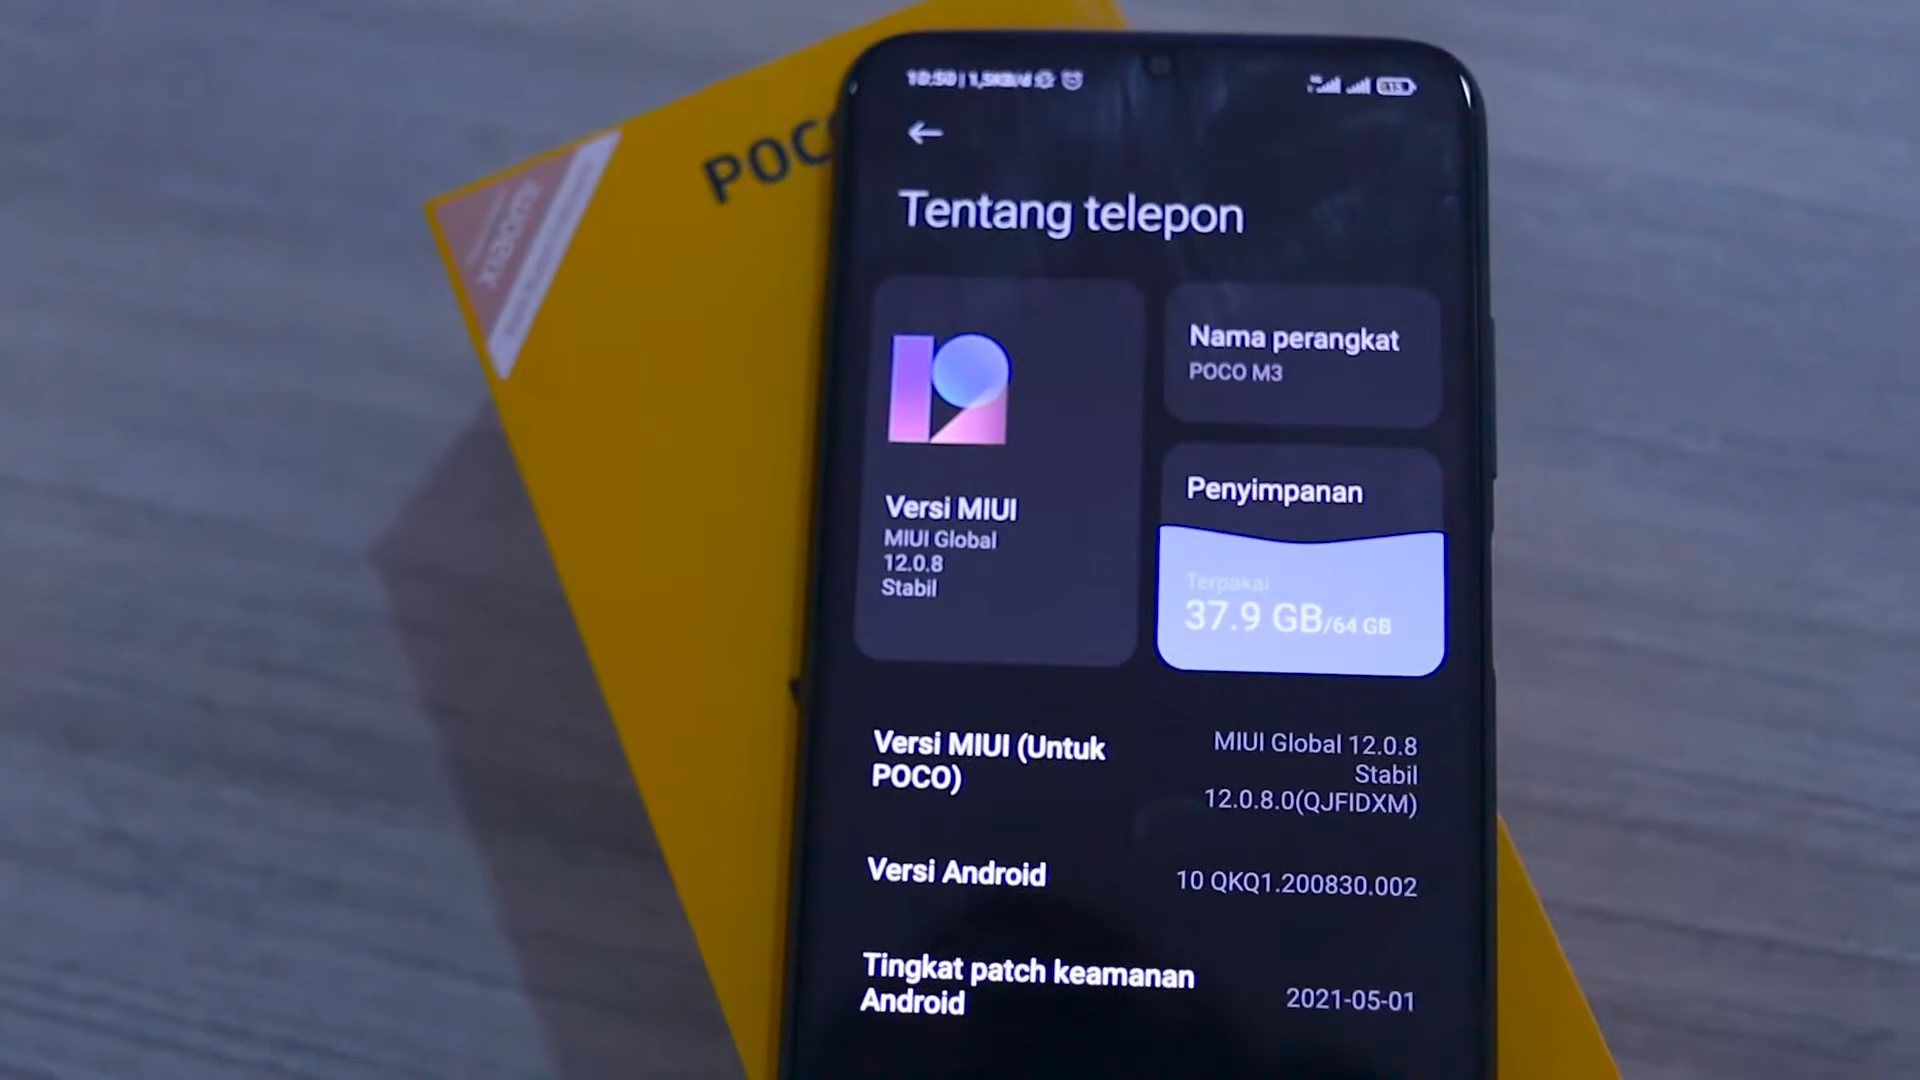 POCO
10:50
Tentang telepon
Versi MIUI
MIUI Global
12.0.8
Stabil
Nama perangkat
POCO M3
Penyimpanan
Terpakai
37.9 GB/64 GB
Versi MIUI (Untuk
POCO)
MIUI Global 12.0.8
Stabil
12.0.8.0(QJFIDXM)
Versi Android
10 QKQ1.200830.002
Tingkat patch keamanan
Android
2021-05-01